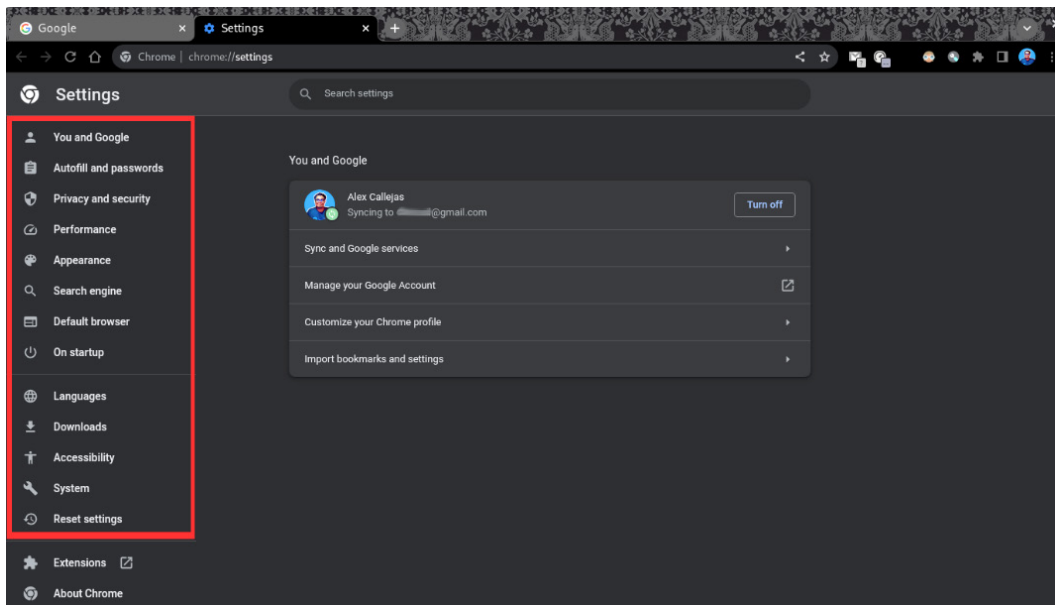 Google
Settings
Chrome | chrome://settings
Settings
Search settings
You and Google
Autofill and passwords
Privacy and security
Performance
Appearance
Search engine
Default browser
On startup
Languages
Downloads
Accessibility
System
Reset settings
Extensions
About Chrome
You and Google
Alex Callejas
Syncing to @gmail.com
Turn off
Sync and Google services
Manage your Google Account
Customize your Chrome profile
Import bookmarks and settings